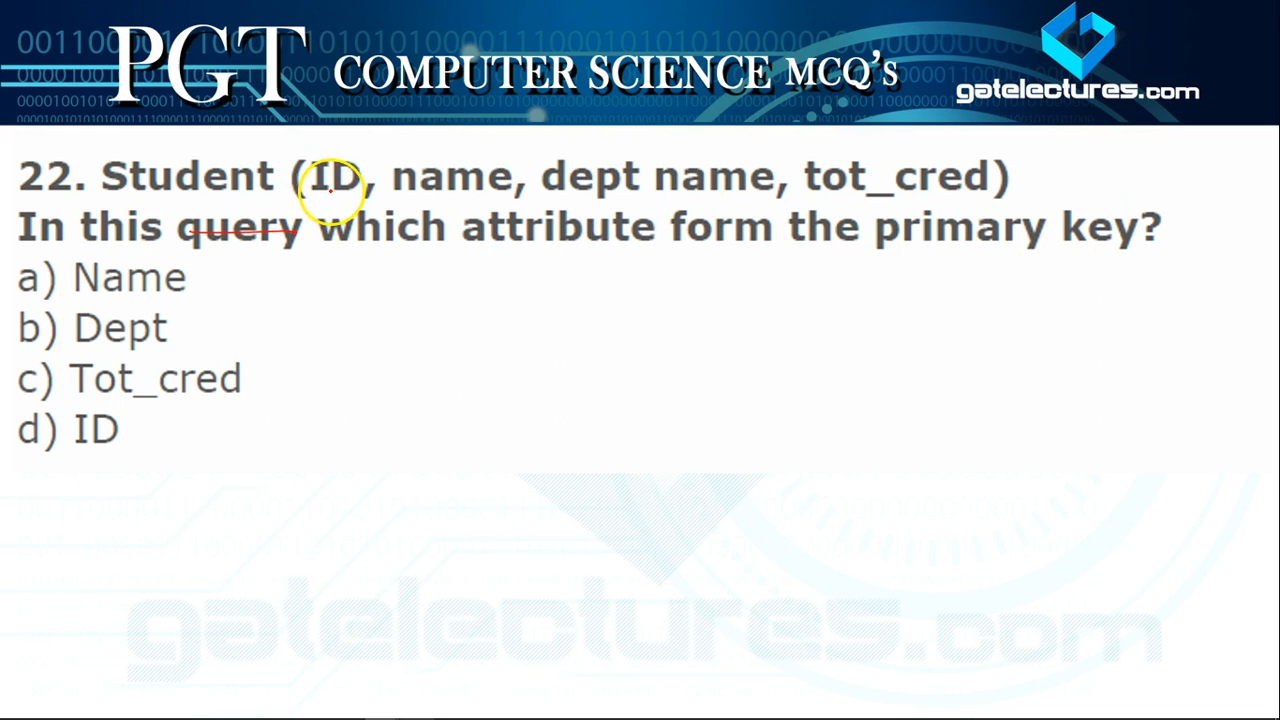 PGT COMPUTER SCIENCE MCQ's
gatelectures.com
22. Student (ID, name, dept name, tot_cred)
In this query which attribute form the primary key?
a) Name
b) Dept
c) Tot_cred
d) ID
gatelectures.com